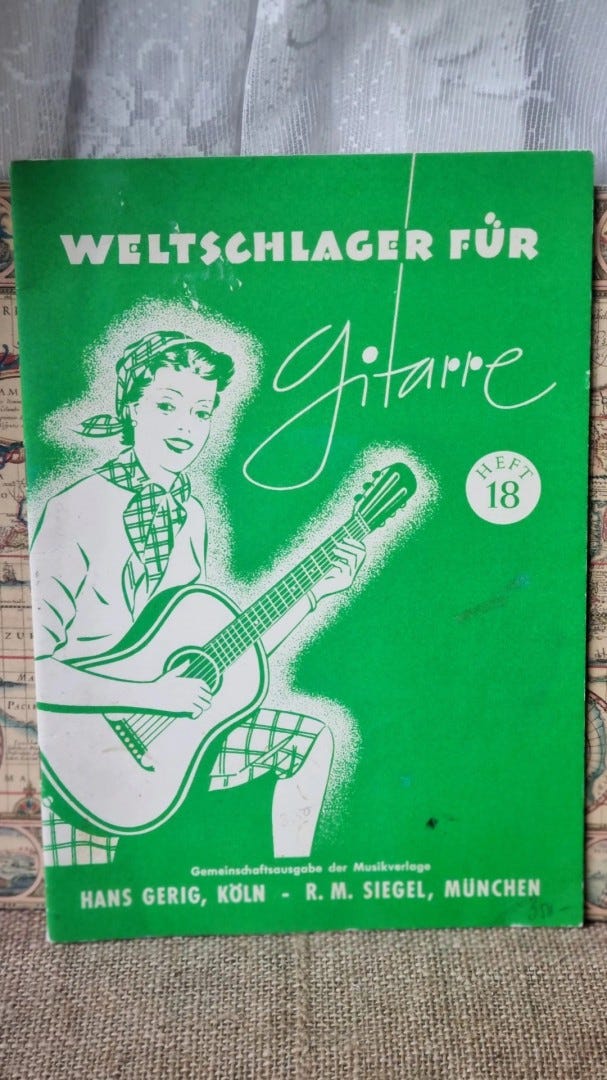 WELTSCHLAGER FÜR
gitarre
HEFT
18
Gemeinschaftsausgabe der Musikverlage
HANS GERIG, KÖLN - R. M. SIEGEL, MÜNCHEN